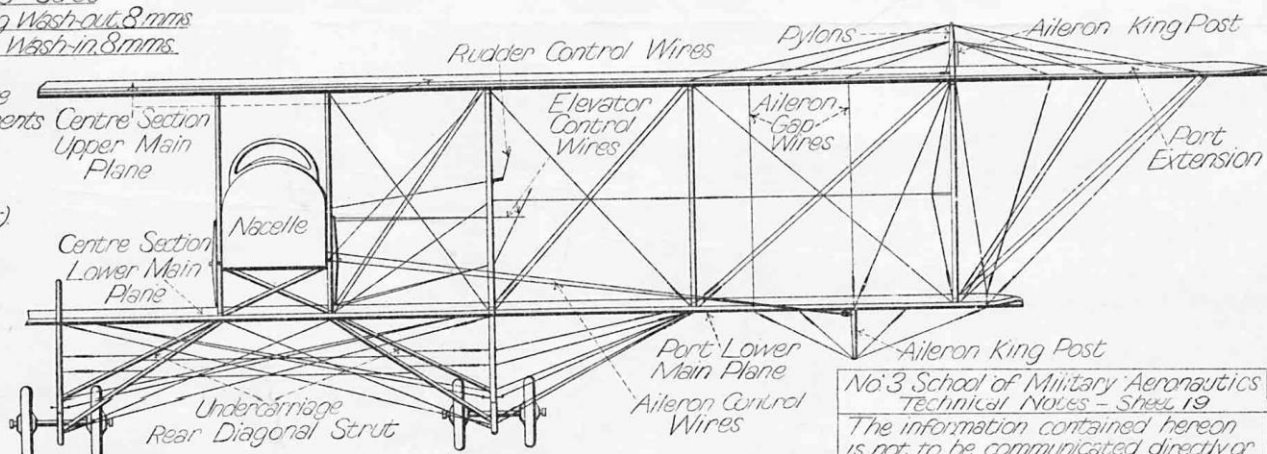 Wash-out 8 mms
Wash-in 8 mms.
Centre Section
Upper Main
Plane
Rudder Control Wires
Elevator
Control
Wires
Pylons
Aileron King Post
Aileron
Gap
Wires
Port
Extension
Nacelle
Centre Section
Lower Main
Plane
Undercarriage
Rear Diagonal Strut
Port Lower
Main Plane
Aileron Control
Wires
Aileron King Post
No 3 School of Military Aeronautics
Technical Notes - Sheet 19
The information contained hereon
is not to be communicated directly or